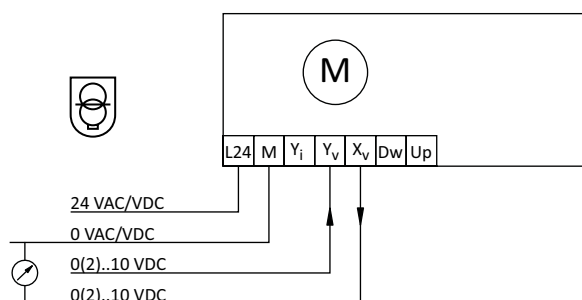 M
L24 M Yi Yv Xv Dw Up
24 VAC/VDC
0 VAC/VDC
0(2)..10 VDC
0(2)..10 VDC